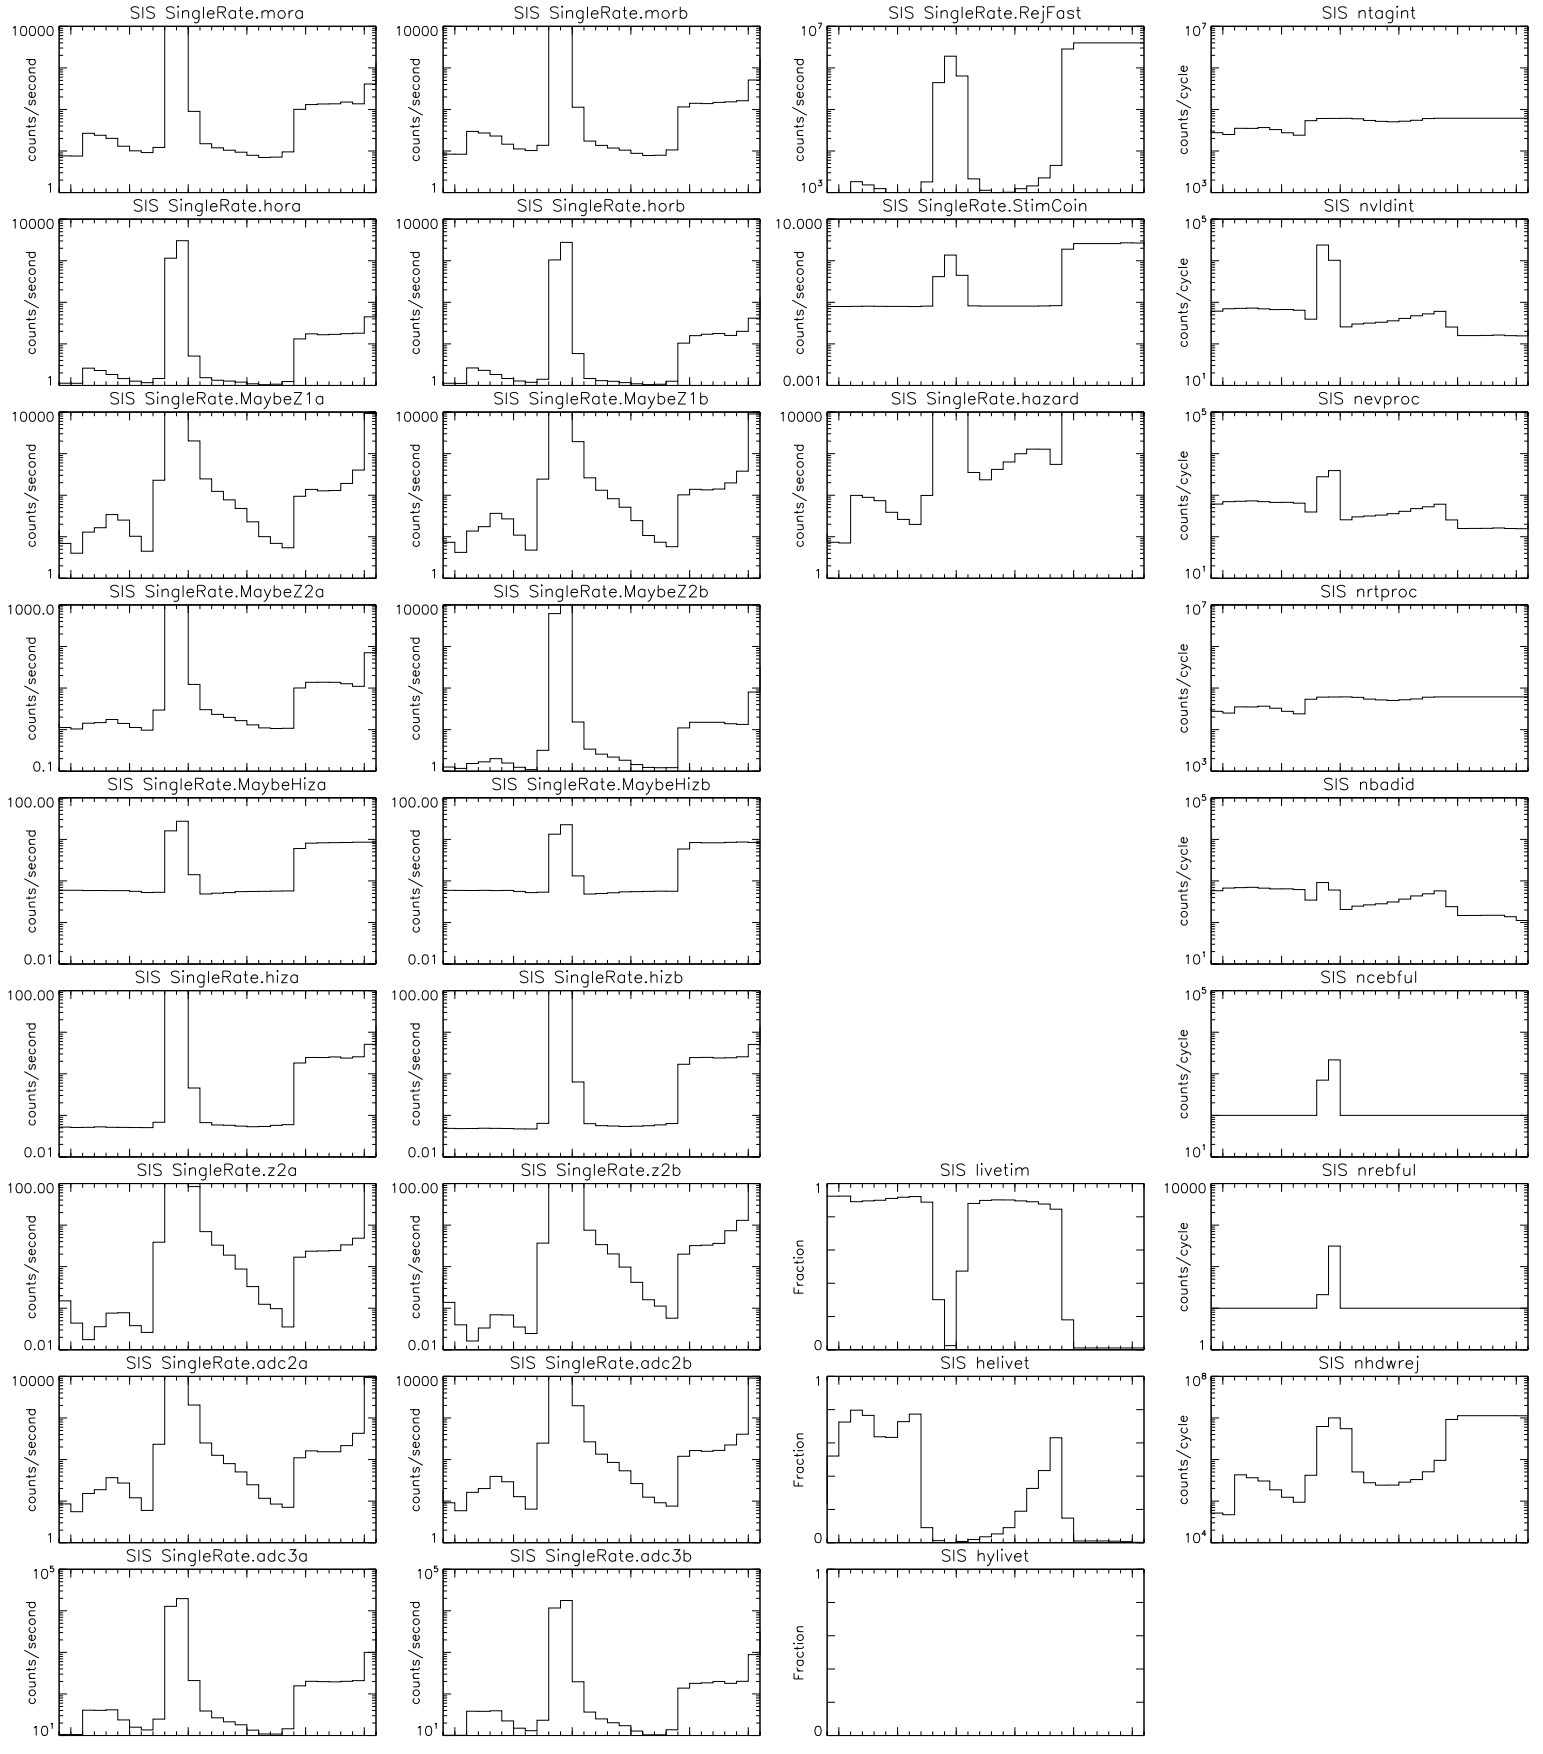 SIS SingleRate.mora
10000
counts/second
1
SIS SingleRate.morb
10000
counts/second
1
SIS SingleRate.RejFast
10⁷
counts/second
10³
SIS ntagint
10⁷
counts/cycle
10³
SIS SingleRate.hora
10000
counts/second
1
SIS SingleRate.horb
10000
counts/second
1
SIS SingleRate.StimCoin
10.000
counts/second
0.001
SIS nvldint
10⁵
counts/cycle
10¹
SIS SingleRate.MaybeZ1a
10000
counts/second
1
SIS SingleRate.MaybeZ1b
10000
counts/second
1
SIS SingleRate.hazard
10000
counts/second
1
SIS nevproc
10⁵
counts/cycle
10¹
SIS SingleRate.MaybeZ2a
1000.0
counts/second
0.1
SIS SingleRate.MaybeZ2b
10000
counts/second
1
SIS nrtproc
10⁷
counts/cycle
10³
SIS SingleRate.MaybeHiza
100.00
counts/second
0.01
SIS SingleRate.MaybeHizb
100.00
counts/second
0.01
SIS nbadid
10⁵
counts/cycle
10¹
SIS SingleRate.hiza
100.00
counts/second
0.01
SIS SingleRate.hizb
100.00
counts/second
0.01
SIS ncebful
10⁵
counts/cycle
10¹
SIS SingleRate.z2a
100.00
counts/second
0.01
SIS SingleRate.z2b
100.00
counts/second
0.01
SIS livetim
1
Fraction
0
SIS nrebful
10000
counts/cycle
1
SIS SingleRate.adc2a
10000
counts/second
1
SIS SingleRate.adc2b
10000
counts/second
1
SIS helivet
1
Fraction
0
SIS nhdwrej
10⁸
counts/cycle
10⁴
SIS SingleRate.adc3a
10⁵
counts/second
10¹
SIS SingleRate.adc3b
10⁵
counts/second
10¹
SIS hylivet
1
Fraction
0